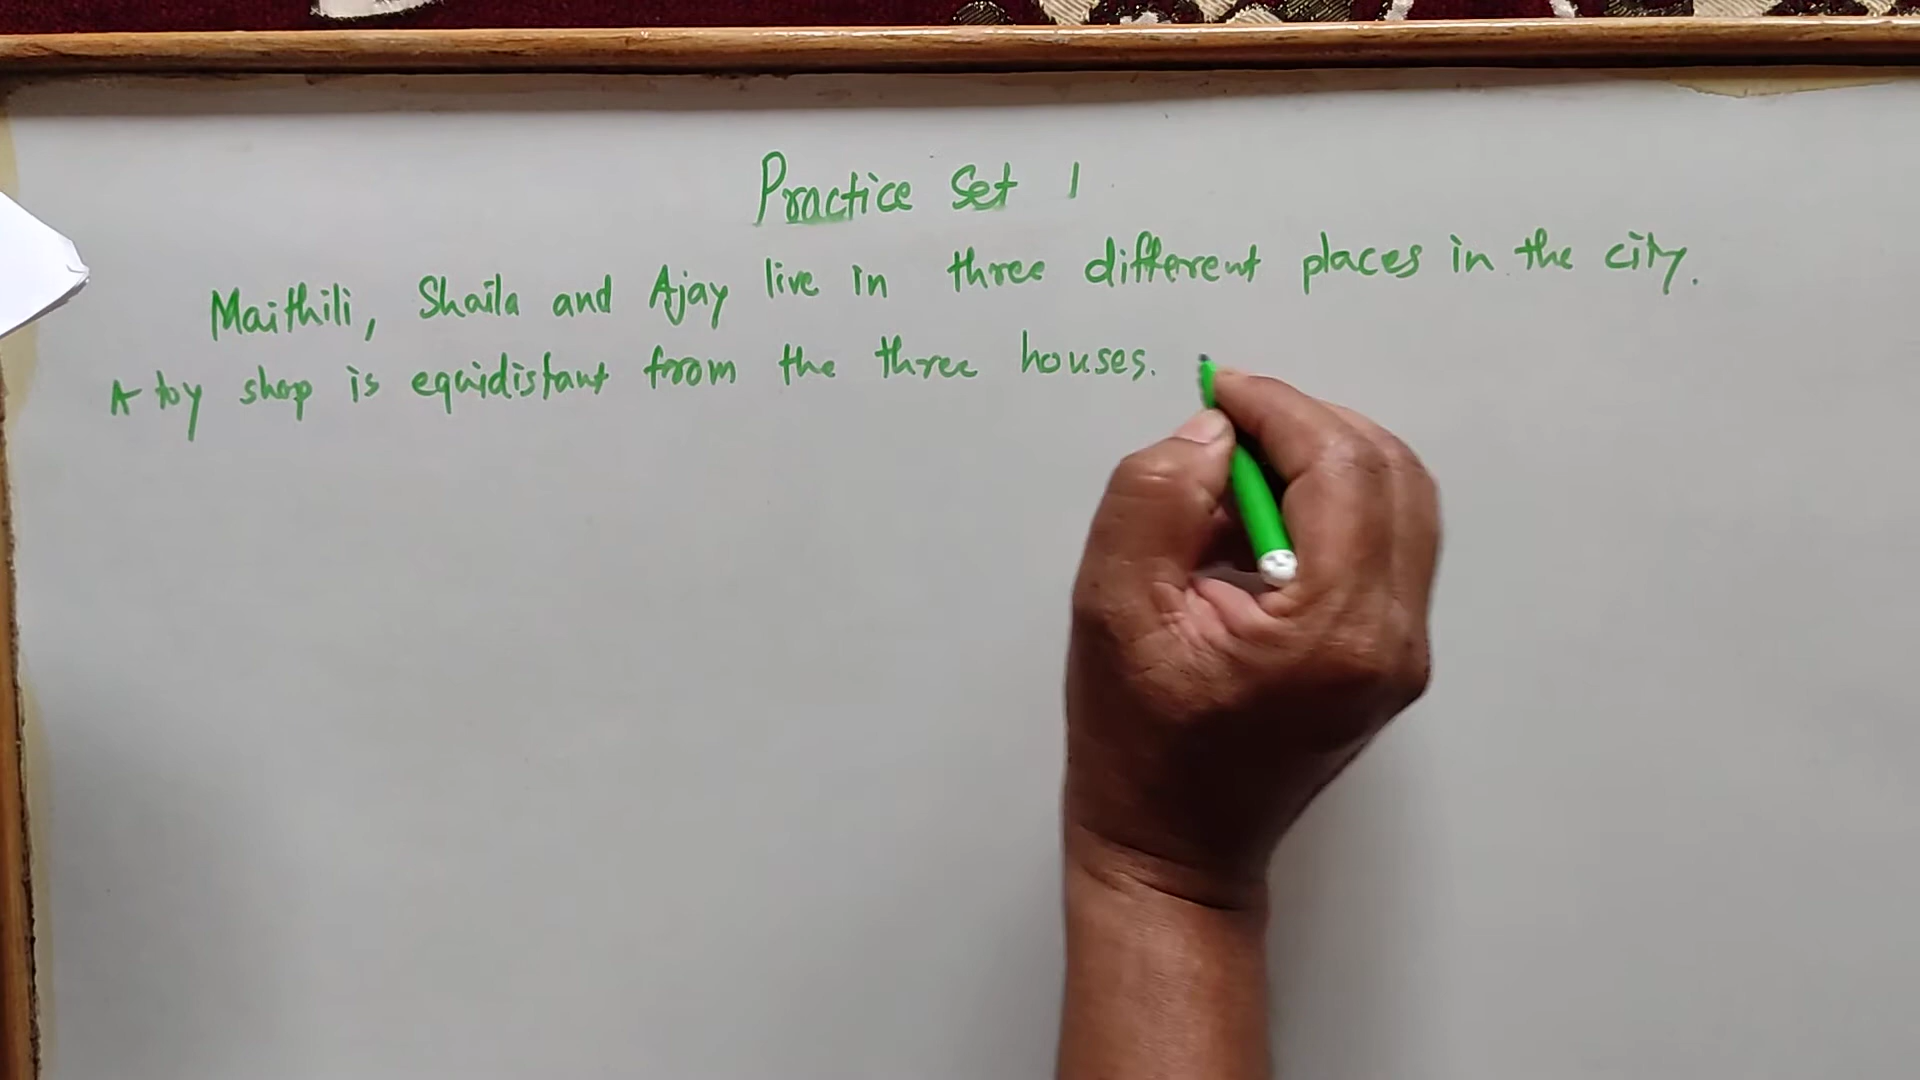 Practice Set 1
Maithili, Shaila and Ajay live in three different places in the city.
A toy shop is equidistant from the three houses.